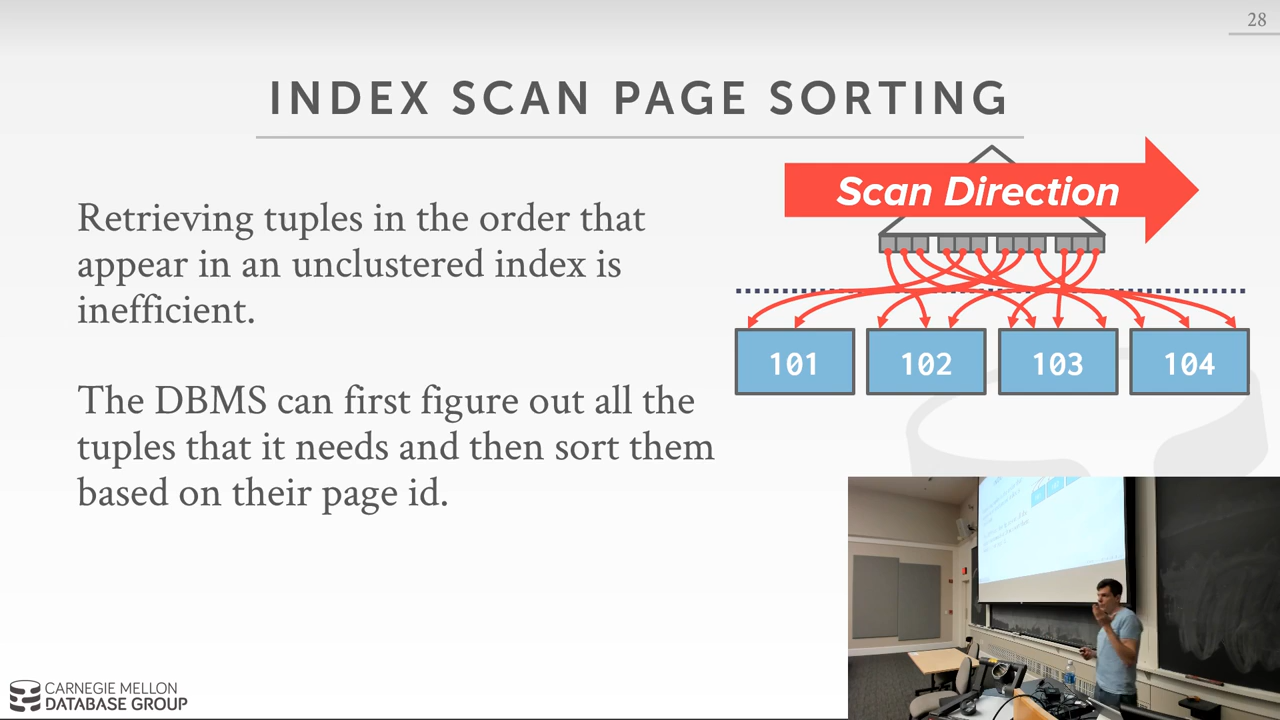 28
INDEX SCAN PAGE SORTING
Retrieving tuples in the order that
appear in an unclustered index is
inefficient.
The DBMS can first figure out all the
tuples that it needs and then sort them
based on their page id.
Scan Direction
101 102 103 104
CARNEGIE MELLON
DATABASE GROUP